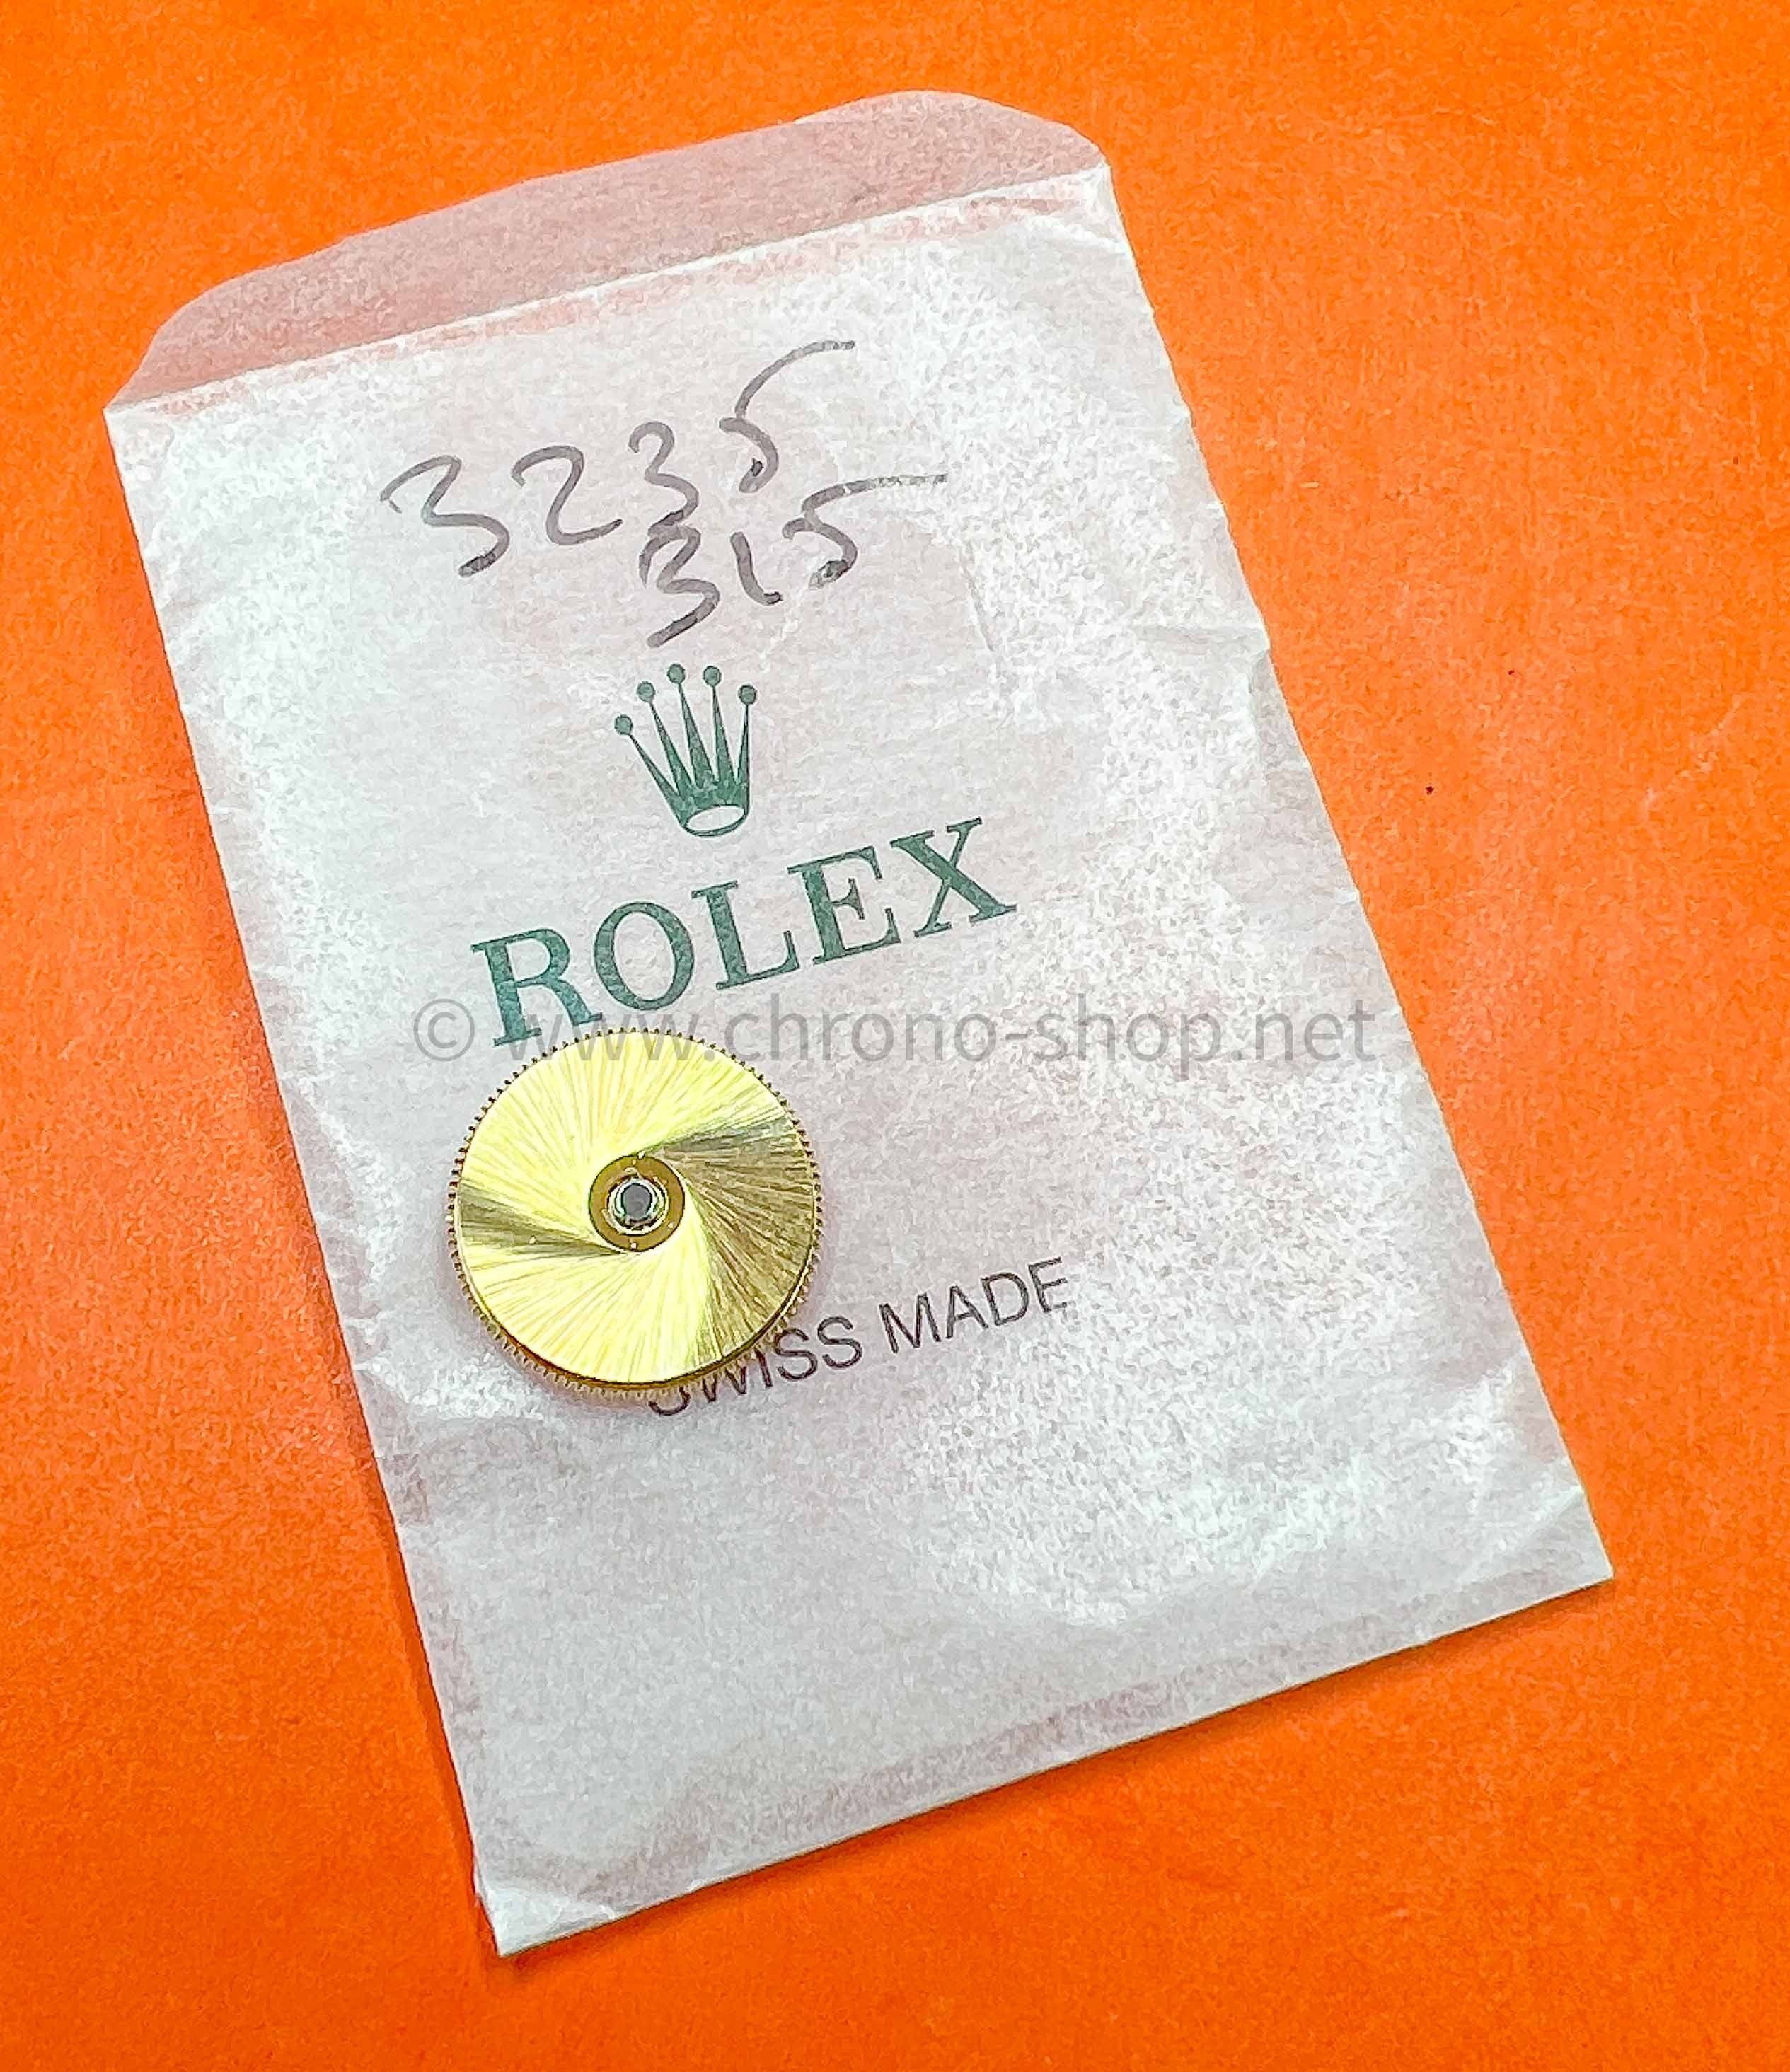 3235
315
ROLEX
© www.chrono-shop.net
SWISS MADE